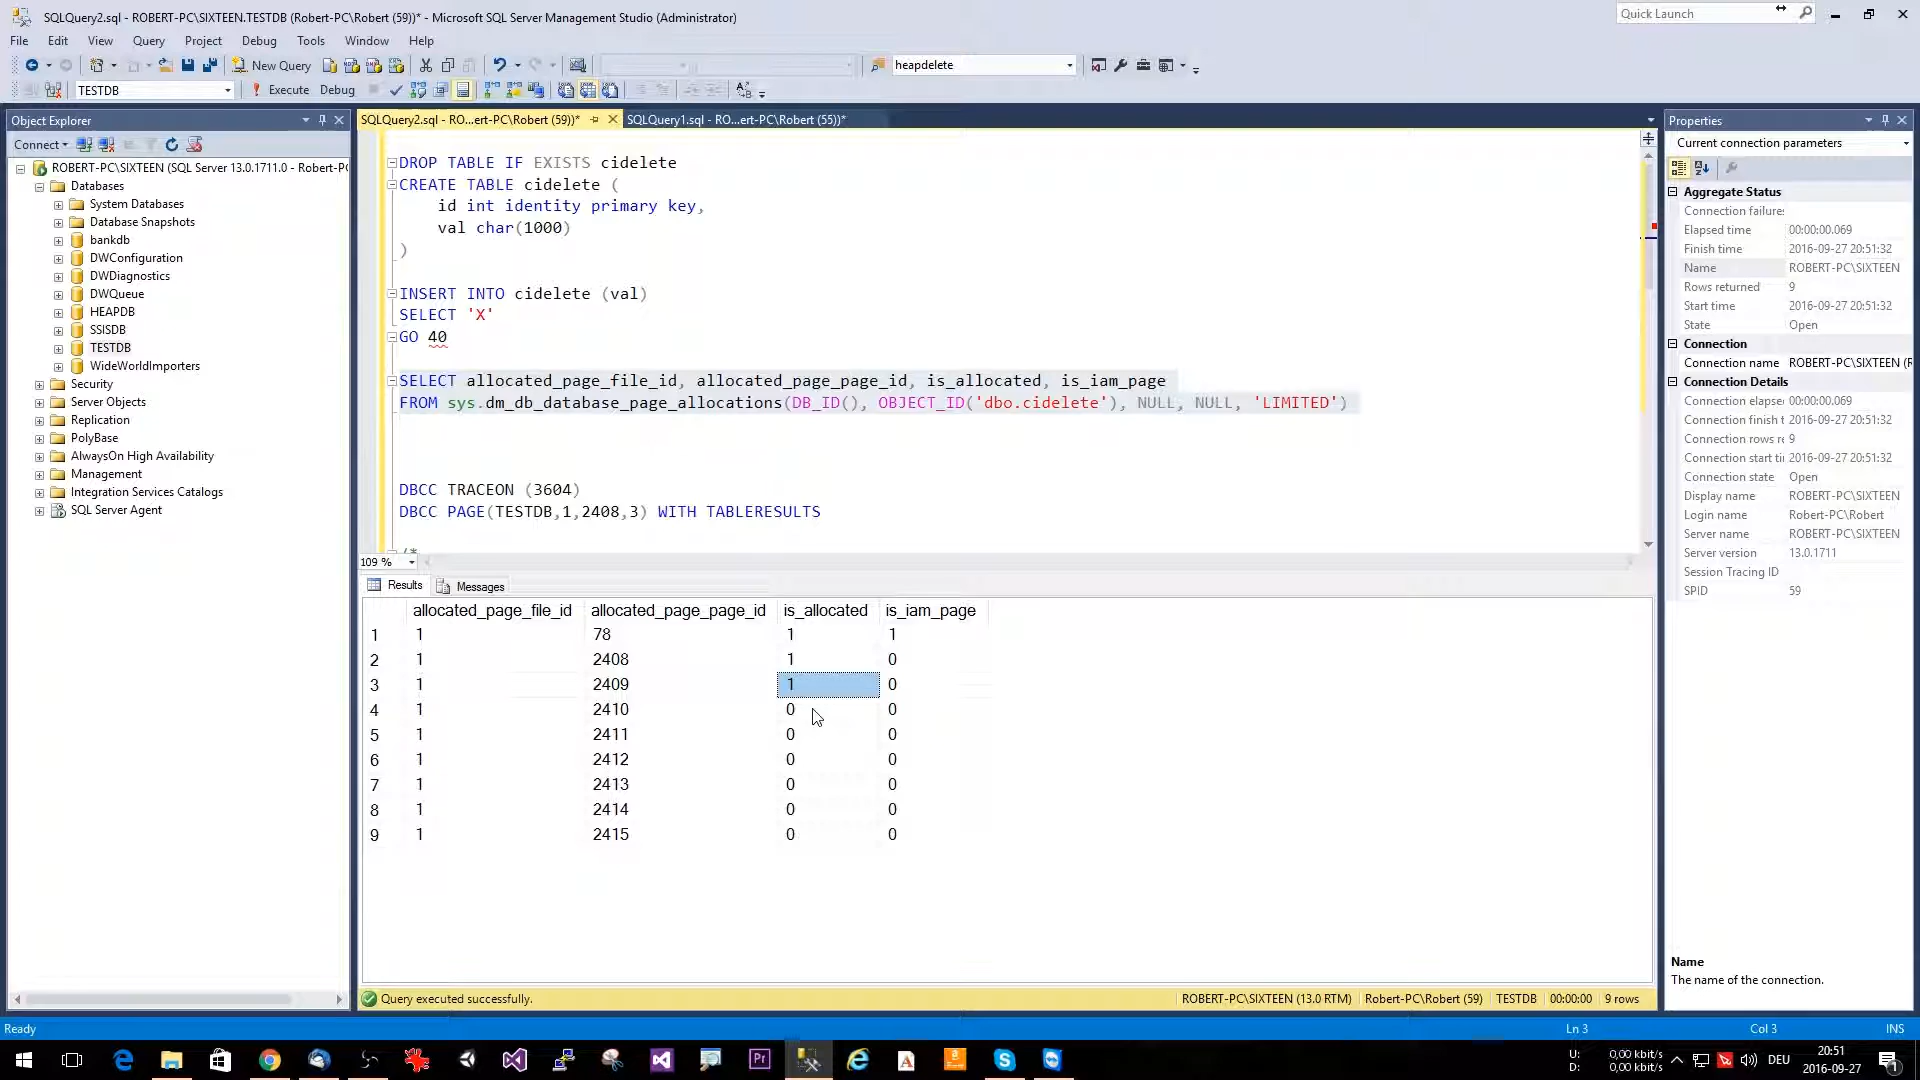 SQLQuery2.sql - ROBERT-PC\SIXTEEN.TESTDB (Robert-PC\Robert (59))* - Microsoft SQL Server Management Studio (Administrator)
Quick Launch
File Edit View Query Project Debug Tools Window Help
New Query
heapdelete
TESTDB
Execute Debug
Object Explorer
SQLQuery2.sql - RO...ert-PC\Robert (59))*
SQLQuery1.sql - RO...ert-PC\Robert (55))*
Properties
Connect
Current connection parameters
ROBERT-PC\SIXTEEN (SQL Server 13.0.1711.0 - Robert-P
Databases
System Databases
Database Snapshots
bankdb
DWConfiguration
DWDiagnostics
DWQueue
HEAPDB
SSISDB
TESTDB
WideWorldImporters
Security
Server Objects
Replication
PolyBase
AlwaysOn High Availability
Management
Integration Services Catalogs
SQL Server Agent
DROP TABLE IF EXISTS cidelete
CREATE TABLE cidelete (
id int identity primary key,
val char(1000)
)
INSERT INTO cidelete (val)
SELECT 'X'
GO 40
SELECT allocated_page_file_id, allocated_page_page_id, is_allocated, is_iam_page
FROM sys.dm_db_database_page_allocations(DB_ID(), OBJECT_ID('dbo.cidelete'), NULL, NULL, 'LIMITED')
DBCC TRACEON (3604)
DBCC PAGE(TESTDB,1,2408,3) WITH TABLERESULTS
/*
109 %
Results Messages
allocated_page_file_id allocated_page_page_id is_allocated is_iam_page
1 1 78 1 1
2 1 2408 1 0
3 1 2409 1 0
4 1 2410 0 0
5 1 2411 0 0
6 1 2412 0 0
7 1 2413 0 0
8 1 2414 0 0
9 1 2415 0 0
Query executed successfully.
ROBERT-PC\SIXTEEN (13.0 RTM) Robert-PC\Robert (59) TESTDB 00:00:00 9 rows
Aggregate Status
Connection failures
Elapsed time 00:00:00.069
Finish time 2016-09-27 20:51:32
Name ROBERT-PC\SIXTEEN
Rows returned 9
Start time 2016-09-27 20:51:32
State Open
Connection
Connection name ROBERT-PC\SIXTEEN (R
Connection Details
Connection elapse 00:00:00.069
Connection finish t 2016-09-27 20:51:32
Connection rows re 9
Connection start ti 2016-09-27 20:51:32
Connection state Open
Display name ROBERT-PC\SIXTEEN
Login name Robert-PC\Robert
Server name ROBERT-PC\SIXTEEN
Server version 13.0.1711
Session Tracing ID
SPID 59
Name
The name of the connection.
Ready
Ln 3 Col 3 INS
U: 0,00 kbit/s
D: 0,00 kbit/s
DEU
20:51
2016-09-27